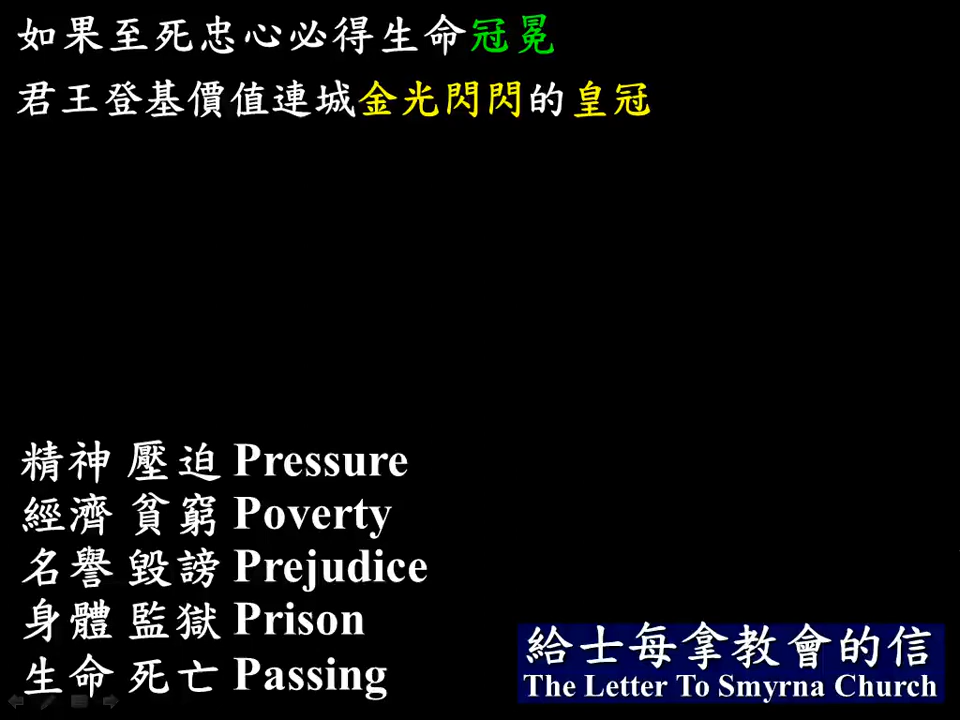 如果至死忠心必得生命冠冕
君王登基價值連城金光閃閃的皇冠
精神 壓迫 Pressure
經濟 貧窮 Poverty
名譽 毀謗 Prejudice
身體 監獄 Prison
生命 死亡 Passing
給士每拿教會的信
The Letter To Smyrna Church